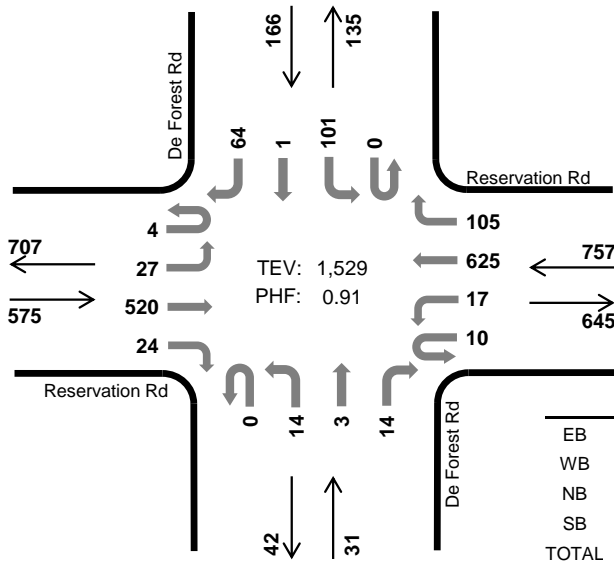 166
135
De Forest Rd
64
1
101
0
Reservation Rd
4
105
707
27
TEV: 1,529
625
757
575
520
PHF: 0.91
17
645
24
10
Reservation Rd
0
14
3
14
De Forest Rd
42
31
EB
WB
NB
SB
TOTAL